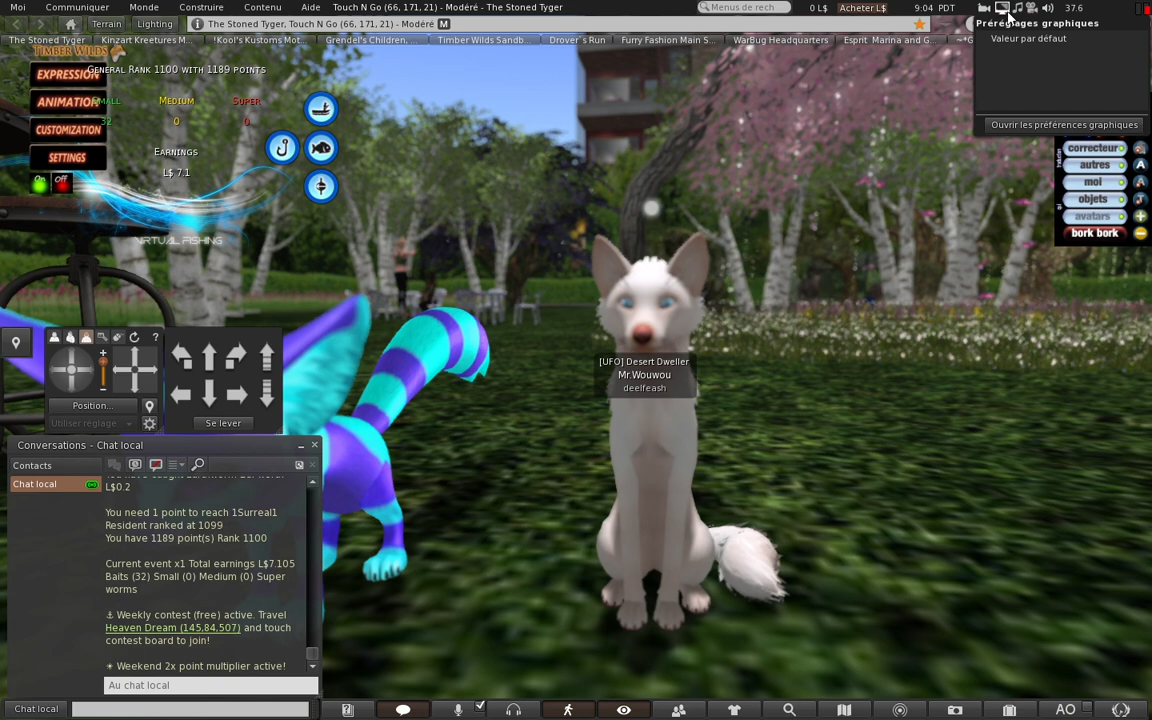 Moi Communiquer Monde Construire Contenu Aide Touch N Go (66, 171, 21) - Modéré - The Stoned Tyger
Menus de rech 0 L$ Acheter L$ 9:04 PDT 37.6
Terrain Lighting The Stoned Tyger, Touch N Go (66, 171, 21) - Modéré M
The Stoned Tyger Kinzart Kreetures M... !Kool's Kustoms Mot... Grendel's Children, ... Timber Wilds Sandb... Drover`s Run Furry Fashion Main S... WarBug Headquarters Esprit Marina and G...
Préréglages graphiques
Valeur par défaut
Ouvrir les préférences graphiques
TIMBER WILDS
EXPRESSION
ANIMATION
CUSTOMIZATION
SETTINGS
On Off
General Rank 1100 with 1189 points
Small Medium Super
32 0 0
Earnings
L$ 7.1
VIRTUAL FISHING
correcteur
autres A
moi
objets
avatars
bork bork
[UFO] Desert Dweller
Mr.Wouwou
deelfeash
?
Position...
Utiliser réglage
Se lever
Conversations - Chat local
Contacts
Chat local
L$0.2
You need 1 point to reach 1Surreal1
Resident ranked at 1099
You have 1189 point(s) Rank 1100
Current event x1 Total earnings L$7.105
Baits (32) Small (0) Medium (0) Super
worms
⚓ Weekly contest (free) active. Travel
Heaven Dream (145,84,507) and touch
contest board to join!
☀ Weekend 2x point multiplier active!
Au chat local
Chat local
AO